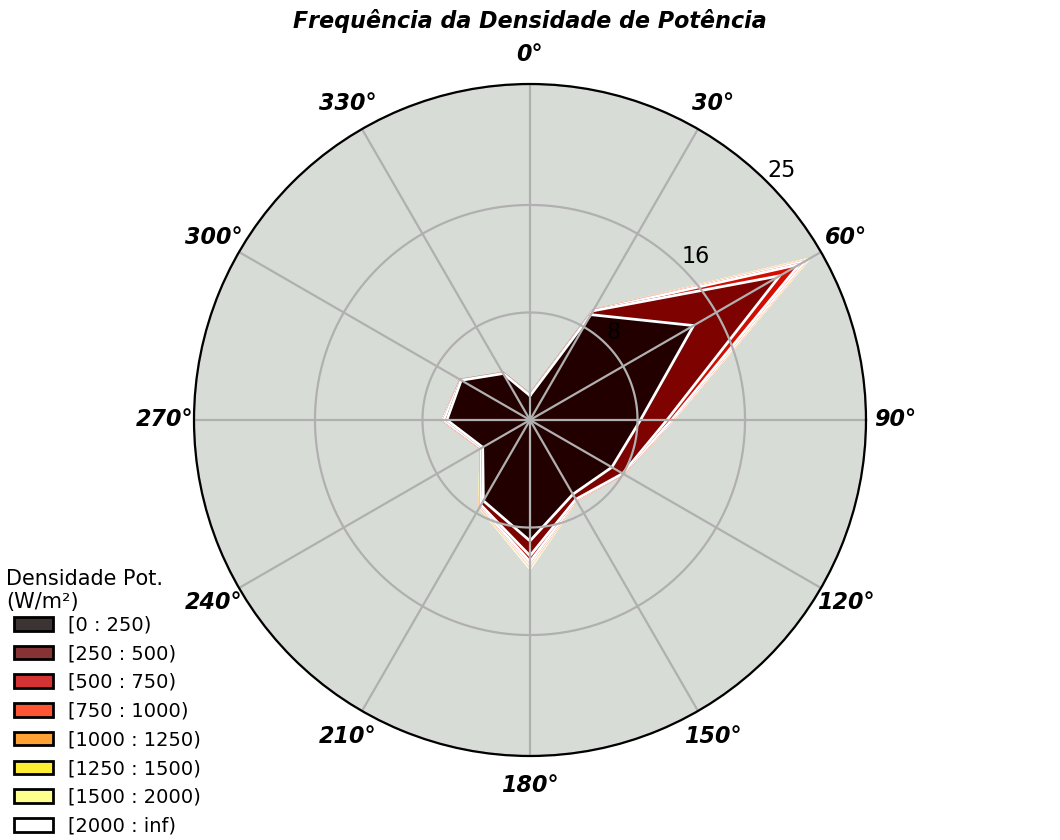 Frequência da Densidade de Potência
0°
330°
30°
25
300°
60°
16
8
270°
90°
240°
120°
210°
150°
180°
Densidade Pot.
(W/m²)
[0 : 250)
[250 : 500)
[500 : 750)
[750 : 1000)
[1000 : 1250)
[1250 : 1500)
[1500 : 2000)
[2000 : inf)